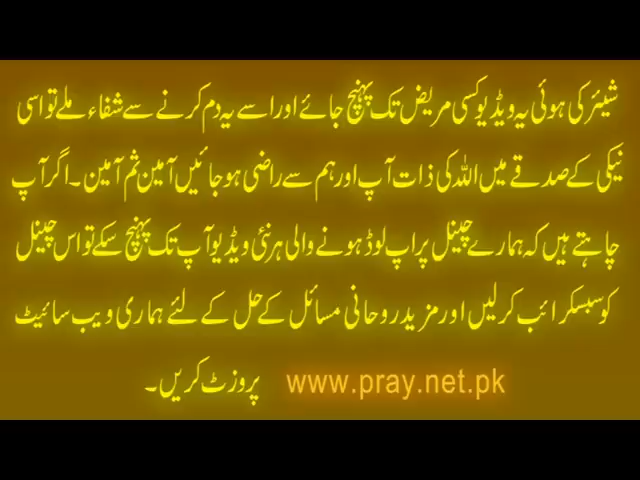 شیئر کی ہوئی یہ ویڈیو کسی مریض تک پہنچ جائے اور اسے یہ دم کرنے سے شفاء ملے تو اسی
نیکی کے صدقے میں اللہ کی ذات آپ اور ہم سے راضی ہو جائیں آمین ثم آمین۔ اگر آپ
چاہتے ہیں کہ ہمارے چینل پر اپ لوڈ ہونے والی ہر نئی ویڈیو آپ تک پہنچ سکے تو اس چینل
کو سبسکرائب کر لیں اور مزید روحانی مسائل کے حل کے لئے ہماری ویب سائیٹ
www.pray.net.pk پر وزٹ کریں۔